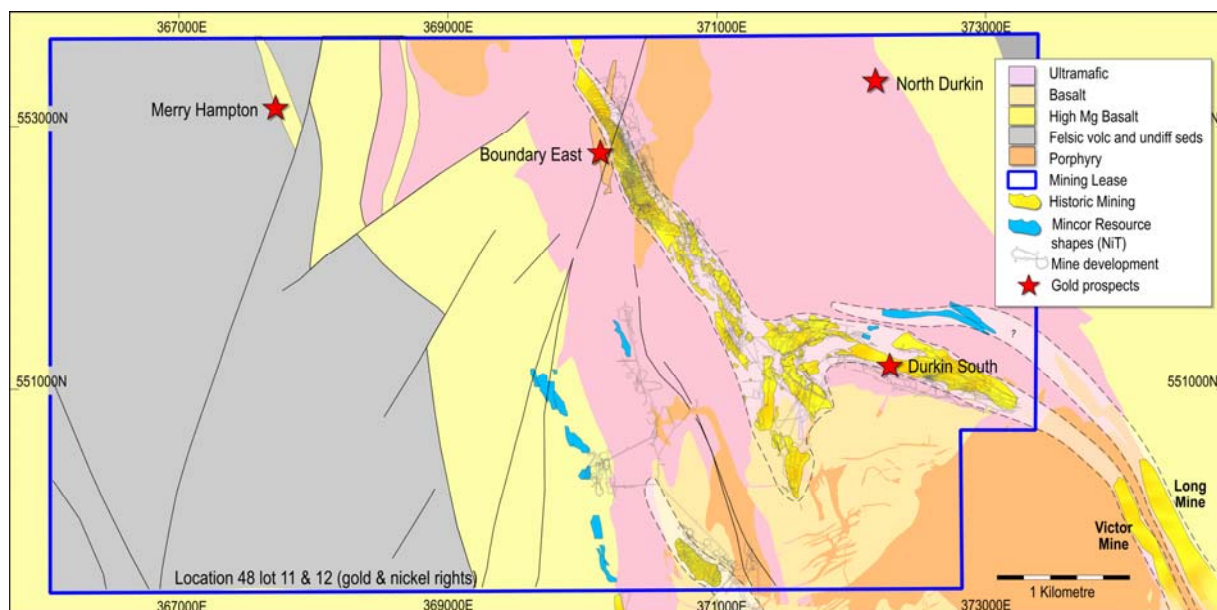 367000E
369000E
371000E
373000E
Merry Hampton
North Durkin
553000N
553000N
Boundary East
Ultramafic
Basalt
High Mg Basalt
Felsic volc and undiff seds
Porphyry
Mining Lease
Historic Mining
Mincor Resource
shapes (NiT)
Mine development
Gold prospects
?
551000N
551000N
Durkin South
Long
Mine
Victor
Mine
Location 48 lot 11 & 12 (gold & nickel rights)
1 Kilometre
367000E
369000E
371000E
373000E